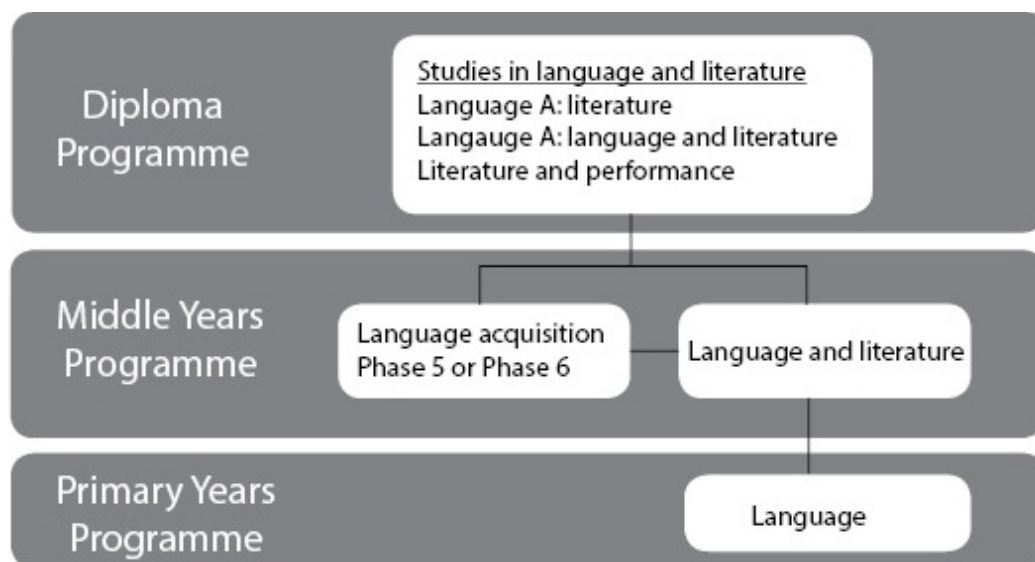 Diploma
Programme
Studies in language and literature
Language A: literature
Langauge A: language and literature
Literature and performance
Middle Years
Programme
Language acquisition
Phase 5 or Phase 6
Language and literature
Primary Years
Programme
Language